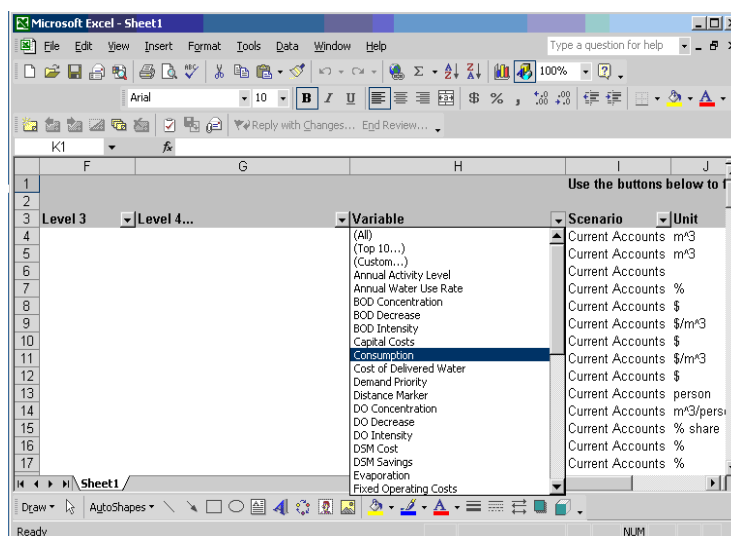 Microsoft Excel - Sheet1
File Edit View Insert Format Tools Data Window Help Type a question for help
100%
Arial 10 B I U $ % ,
Reply with Changes... End Review...
K1 fx
F G H I J
1 Use the buttons below to f
2
3 Level 3 Level 4... Variable Scenario Unit
4 (All) Current Accounts m^3
(Top 10...)
5 (Custom...) Current Accounts m^3
6 Annual Activity Level Current Accounts
7 Annual Water Use Rate Current Accounts %
8 BOD Concentration Current Accounts $
BOD Decrease
9 BOD Intensity Current Accounts $/m^3
10 Capital Costs Current Accounts $
11 Consumption Current Accounts $/m^3
12 Cost of Delivered Water Current Accounts $
Demand Priority
13 Distance Marker Current Accounts person
14 DO Concentration Current Accounts m^3/perso
15 DO Decrease Current Accounts % share
DO Intensity
16 DSM Cost Current Accounts %
17 DSM Savings Current Accounts %
Evaporation
Fixed Operating Costs
Sheet1
Draw AutoShapes
Ready NUM